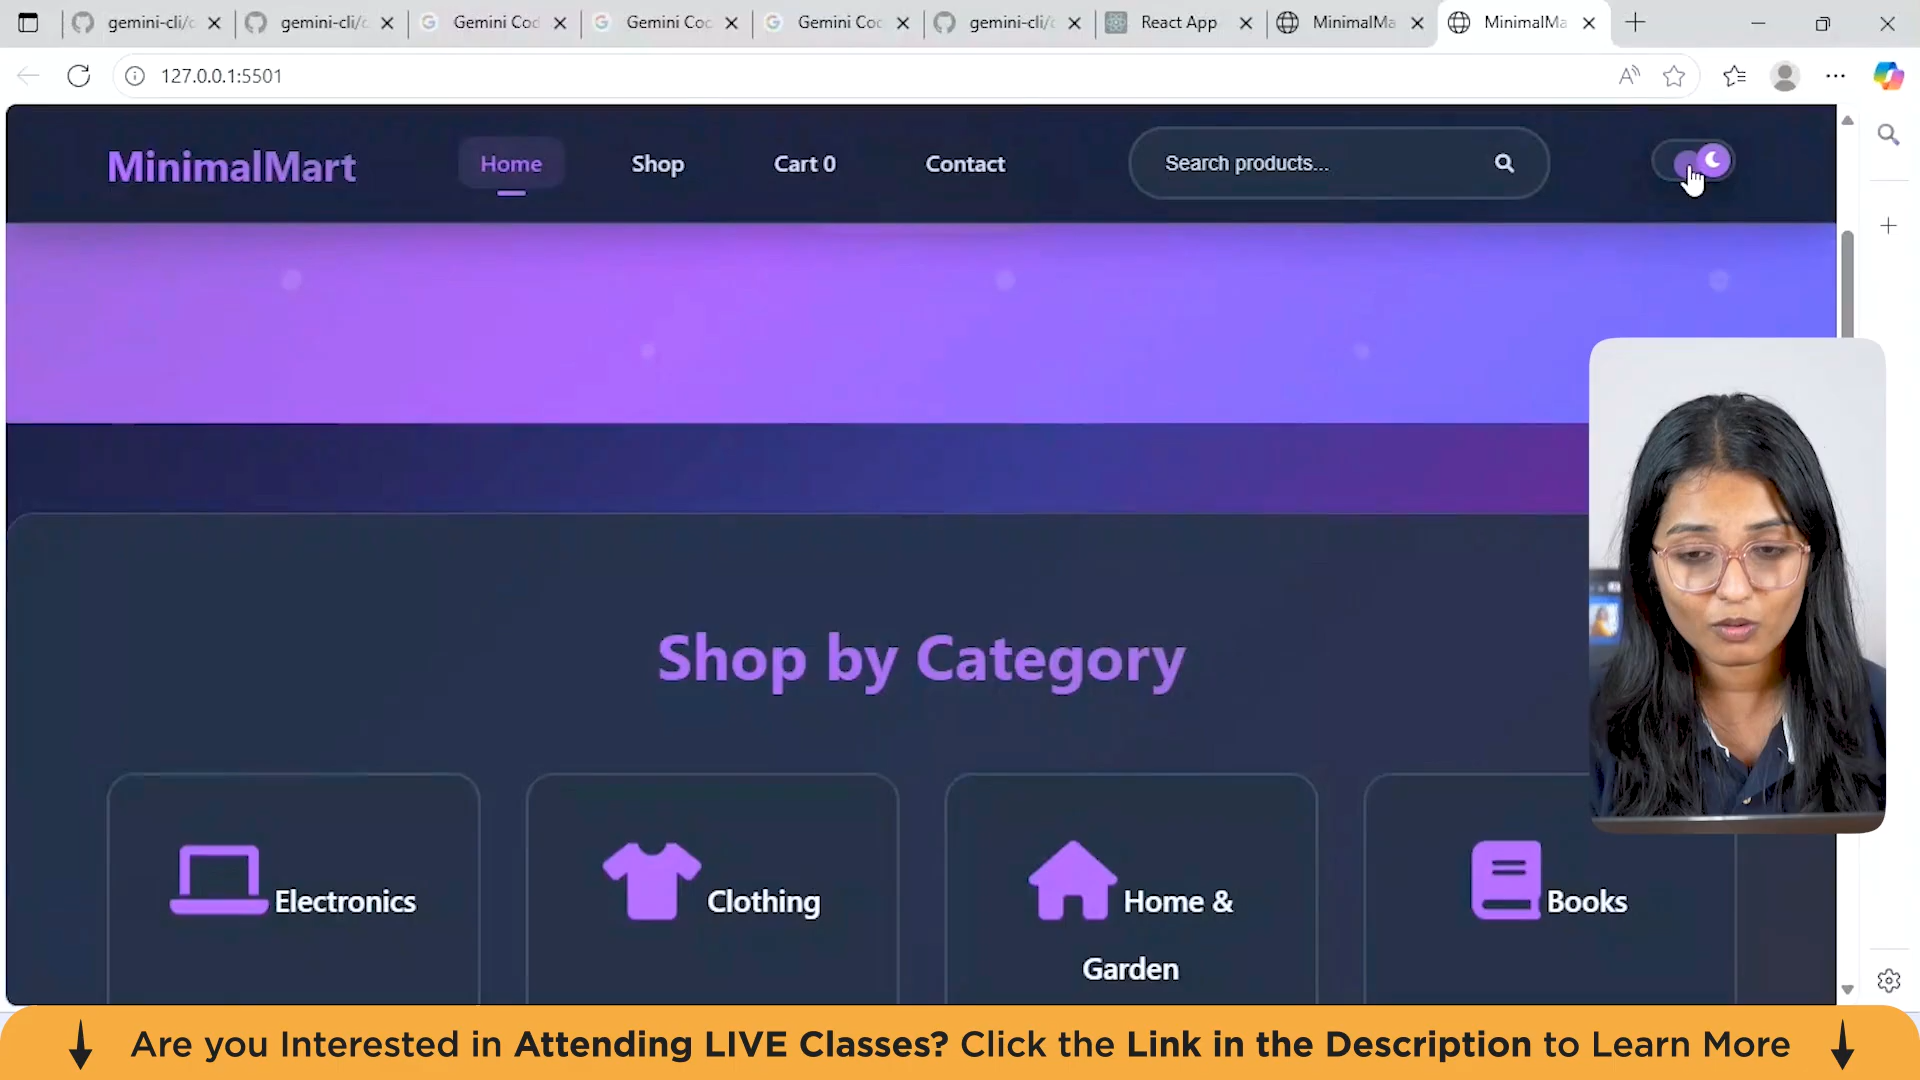 gemini-cli/c
gemini-cli/c
Gemini Cod
Gemini Coc
Gemini Coc
gemini-cli/c
React App
MinimalMa
MinimalMa
127.0.0.1:5501
MinimalMart
Home
Shop
Cart 0
Contact
Search products...
Shop by Category
Electronics
Clothing
Home &
Garden
Books
Are you Interested in Attending LIVE Classes? Click the Link in the Description to Learn More